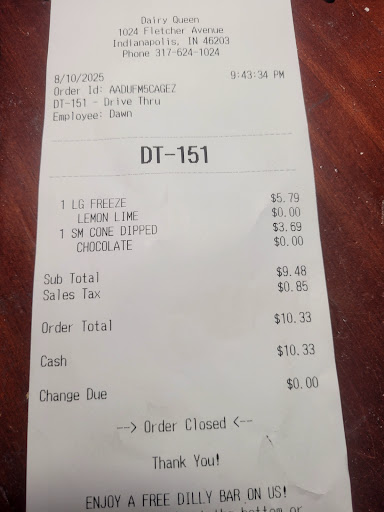 Dairy Queen
1024 Fletcher Avenue
Indianapolis, IN 46203
Phone 317-624-1024
8/10/2025 9:43:34 PM
Order Id: AADUFM5CAGEZ
DT-151 - Drive Thru
Employee: Dawn
DT-151
1 LG FREEZE $5.79
LEMON LIME $0.00
1 SM CONE DIPPED $3.69
CHOCOLATE $0.00
Sub Total $9.48
Sales Tax $0.85
Order Total $10.33
Cash $10.33
Change Due $0.00
--> Order Closed <--
Thank You!
ENJOY A FREE DILLY BAR ON US!
the bottom or